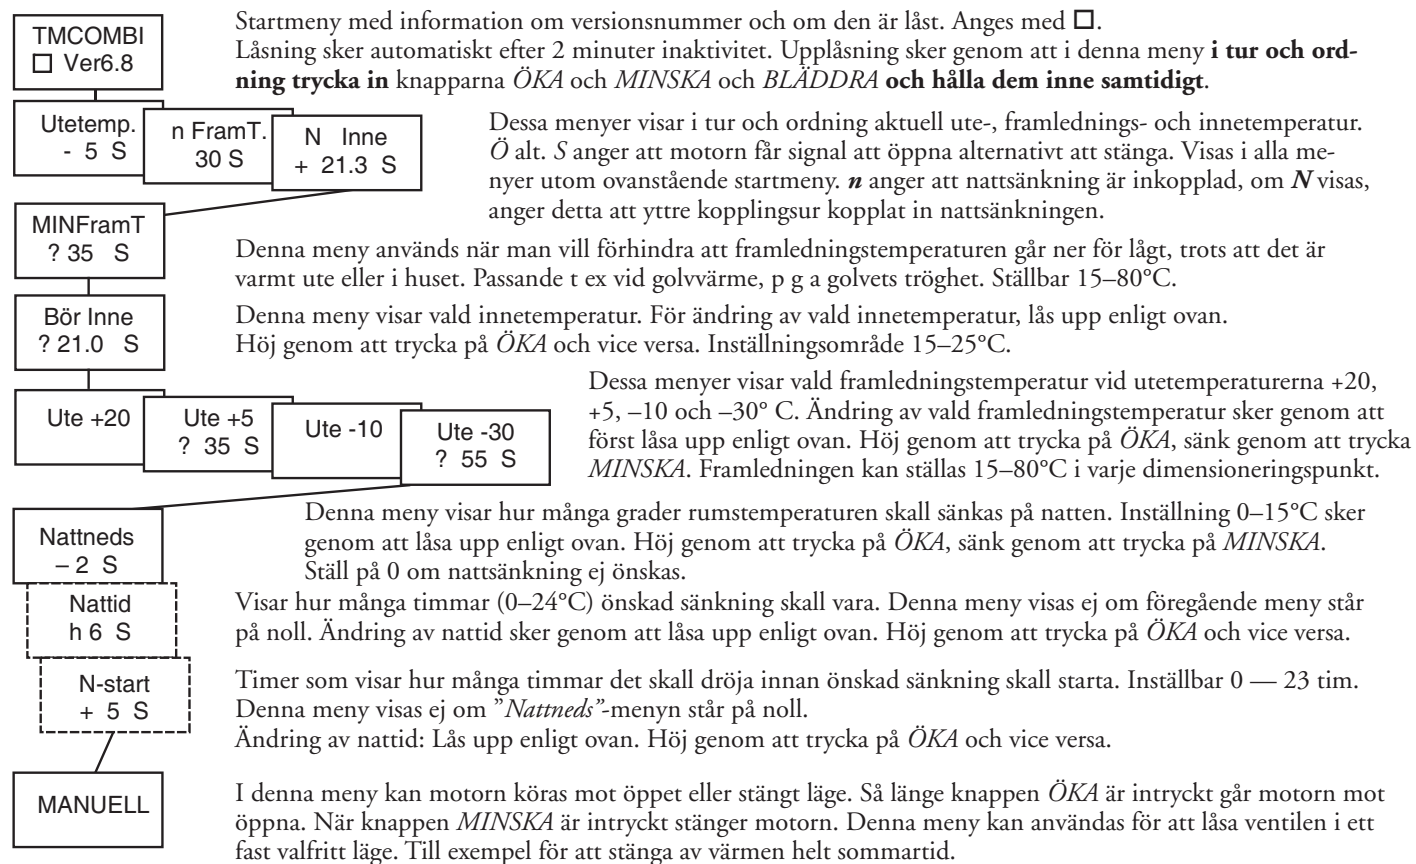 TMCOMBI
☐ Ver6.8
Startmeny med information om versionsnummer och om den är låst. Anges med ☐.
Låsning sker automatiskt efter 2 minuter inaktivitet. Upplåsning sker genom att i denna meny i tur och ord-
ning trycka in knapparna ÖKA och MINSKA och BLÄDDRA och hålla dem inne samtidigt.
Utetemp.
- 5 S
n FramT.
30 S
N Inne
+ 21.3 S
Dessa menyer visar i tur och ordning aktuell ute-, framlednings- och innetemperatur.
Ö alt. S anger att motorn får signal att öppna alternativt att stänga. Visas i alla me-
nyer utom ovanstående startmeny. n anger att nattsänkning är inkopplad, om N visas,
anger detta att yttre kopplingsur kopplat in nattsänkningen.
MINFramT
? 35 S
Denna meny används när man vill förhindra att framledningstemperaturen går ner för lågt, trots att det är
varmt ute eller i huset. Passande t ex vid golvvärme, p g a golvets tröghet. Ställbar 15–80°C.
Bör Inne
? 21.0 S
Denna meny visar vald innetemperatur. För ändring av vald innetemperatur, lås upp enligt ovan.
Höj genom att trycka på ÖKA och vice versa. Inställningsområde 15–25°C.
Ute +20
Ute +5
? 35 S
Ute -10
Ute -30
? 55 S
Dessa menyer visar vald framledningstemperatur vid utetemperaturerna +20,
+5, –10 och –30° C. Ändring av vald framledningstemperatur sker genom att
först låsa upp enligt ovan. Höj genom att trycka på ÖKA, sänk genom att trycka
MINSKA. Framledningen kan ställas 15–80°C i varje dimensioneringspunkt.
Nattneds
– 2 S
Denna meny visar hur många grader rumstemperaturen skall sänkas på natten. Inställning 0–15°C sker
genom att låsa upp enligt ovan. Höj genom att trycka på ÖKA, sänk genom att trycka på MINSKA.
Ställ på 0 om nattsänkning ej önskas.
Nattid
h 6 S
Visar hur många timmar (0–24°C) önskad sänkning skall vara. Denna meny visas ej om föregående meny står
på noll. Ändring av nattid sker genom att låsa upp enligt ovan. Höj genom att trycka på ÖKA och vice versa.
N-start
+ 5 S
Timer som visar hur många timmar det skall dröja innan önskad sänkning skall starta. Inställbar 0 — 23 tim.
Denna meny visas ej om "Nattneds"-menyn står på noll.
Ändring av nattid: Lås upp enligt ovan. Höj genom att trycka på ÖKA och vice versa.
MANUELL
I denna meny kan motorn köras mot öppet eller stängt läge. Så länge knappen ÖKA är intryckt går motorn mot
öppna. När knappen MINSKA är intryckt stänger motorn. Denna meny kan användas för att låsa ventilen i ett
fast valfritt läge. Till exempel för att stänga av värmen helt sommartid.